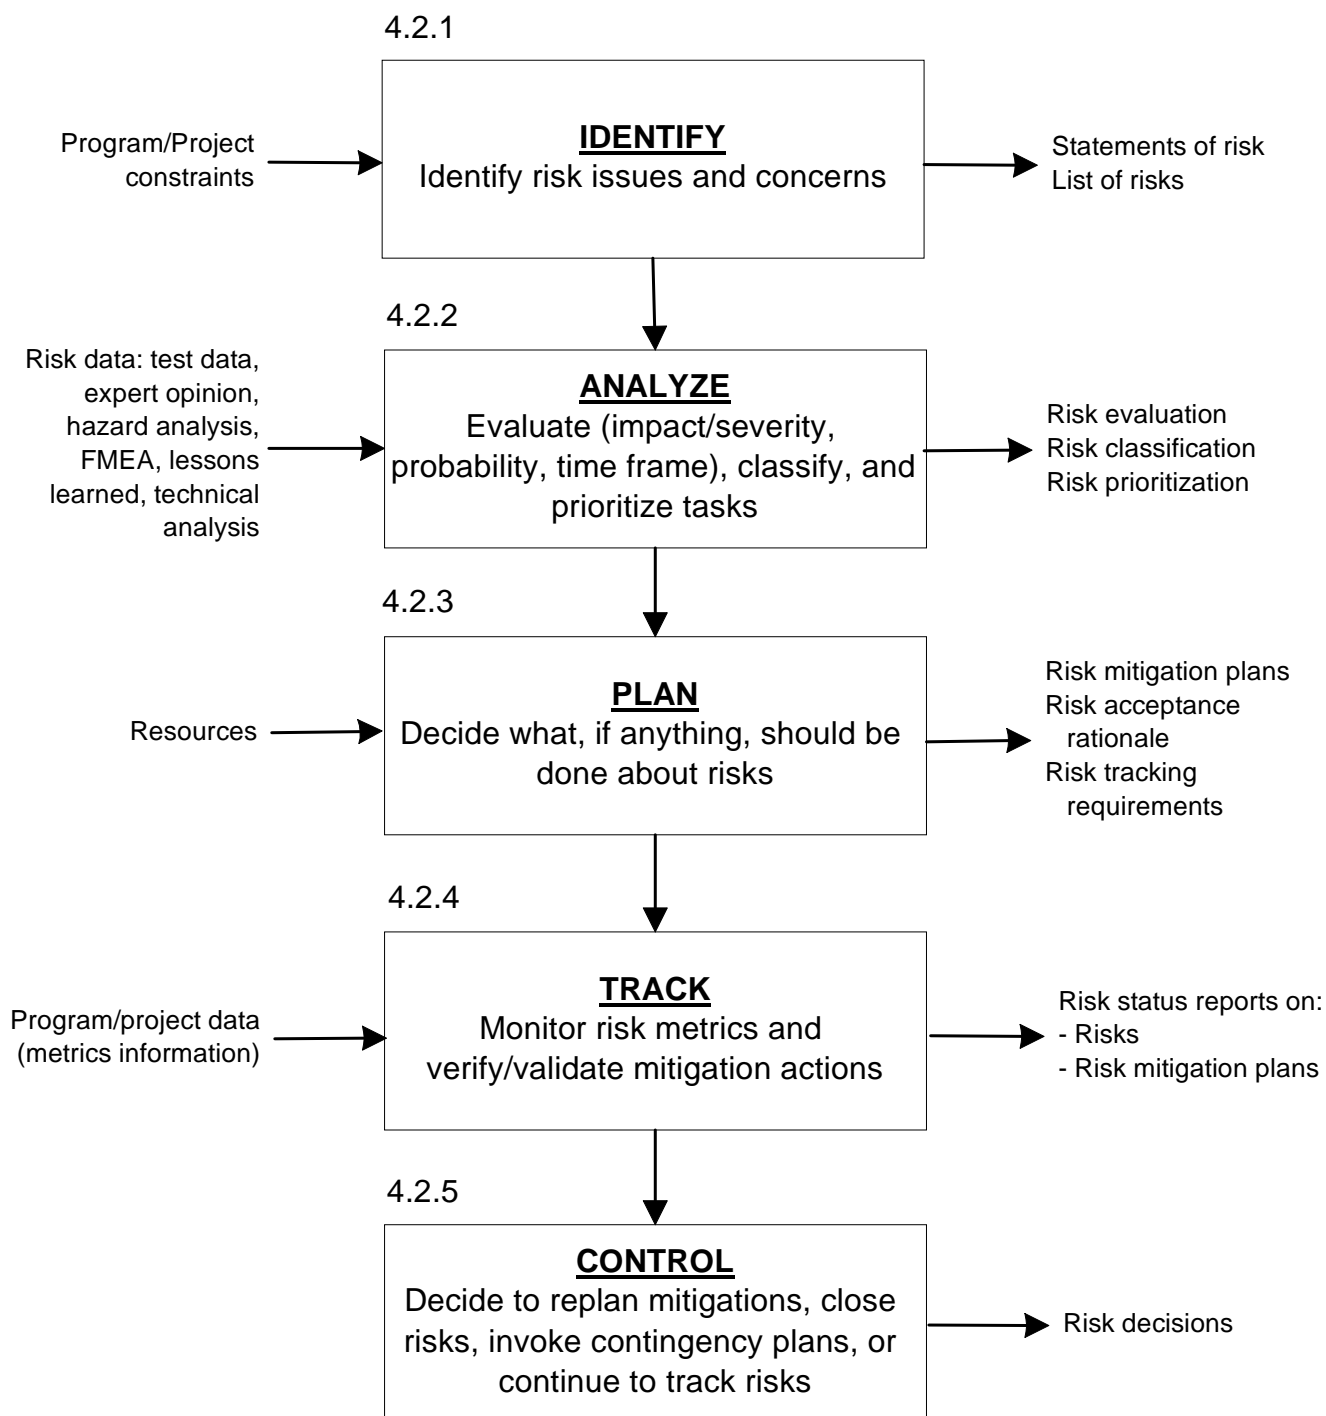 4.2.1
Program/Project
constraints
IDENTIFY
Identify risk issues and concerns
Statements of risk
List of risks
4.2.2
Risk data: test data,
expert opinion,
hazard analysis,
FMEA, lessons
learned, technical
analysis
ANALYZE
Evaluate (impact/severity,
probability, time frame), classify, and
prioritize tasks
Risk evaluation
Risk classification
Risk prioritization
4.2.3
Resources
PLAN
Decide what, if anything, should be
done about risks
Risk mitigation plans
Risk acceptance
rationale
Risk tracking
requirements
4.2.4
Program/project data
(metrics information)
TRACK
Monitor risk metrics and
verify/validate mitigation actions
Risk status reports on:
- Risks
- Risk mitigation plans
4.2.5
CONTROL
Decide to replan mitigations, close
risks, invoke contingency plans, or
continue to track risks
Risk decisions